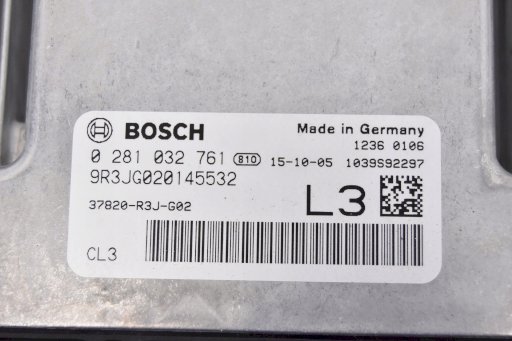 BOSCH
Made in Germany
1236 0106
0 281 032 761 810 15-10-05 1039S92297
9R3JG020145532
L3
37820-R3J-G02
CL3